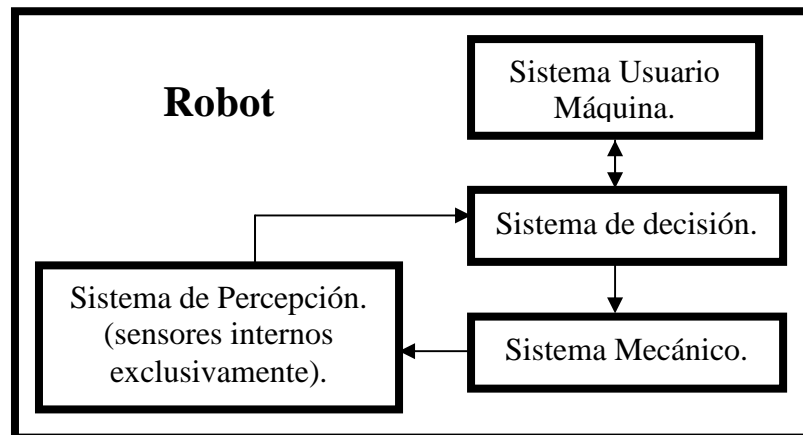 Robot
Sistema Usuario
Máquina.
Sistema de decisión.
Sistema de Percepción.
(sensores internos
exclusivamente).
Sistema Mecánico.